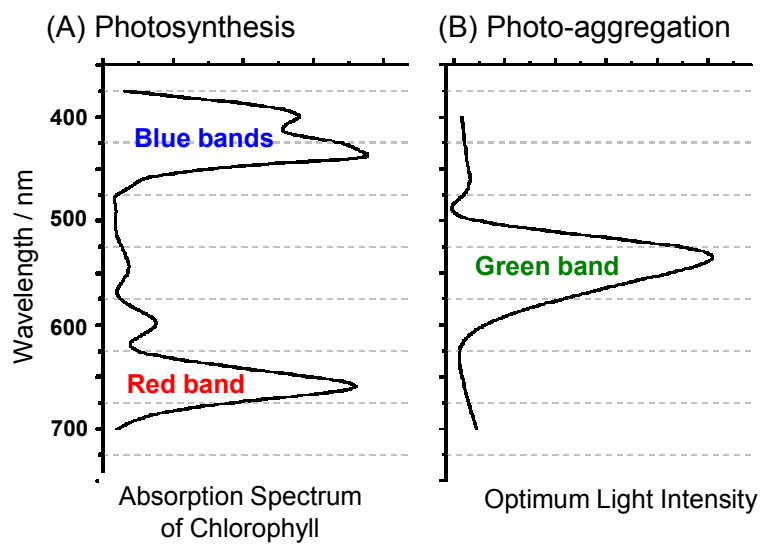 (A) Photosynthesis
(B) Photo-aggregation
Wavelength / nm
400
500
600
700
Blue bands
Red band
Green band
Absorption Spectrum
of Chlorophyll
Optimum Light Intensity